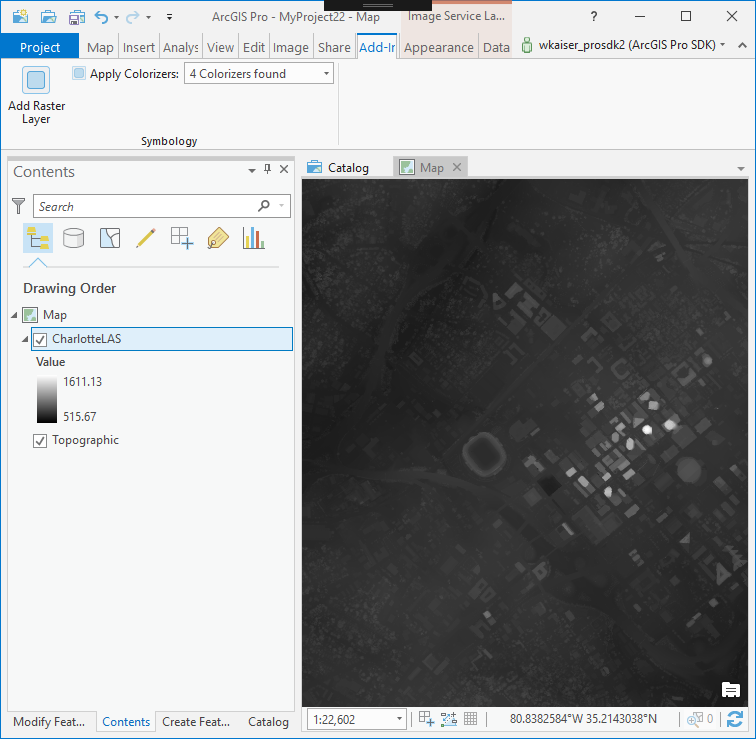 ArcGIS Pro - MyProject22 - Map
Image Service La...
?
Project
Map
Insert
Analys
View
Edit
Image
Share
Add-In
Appearance
Data
wkaiser_prosdk2 (ArcGIS Pro SDK)
Add Raster
Layer
Apply Colorizers:
4 Colorizers found
Symbology
Contents
Search
Drawing Order
Map
CharlotteLAS
Value
1611.13
515.67
Topographic
Modify Feat...
Contents
Create Feat...
Catalog
Catalog
Map
1:22,602
80.8382584°W 35.2143038°N
0